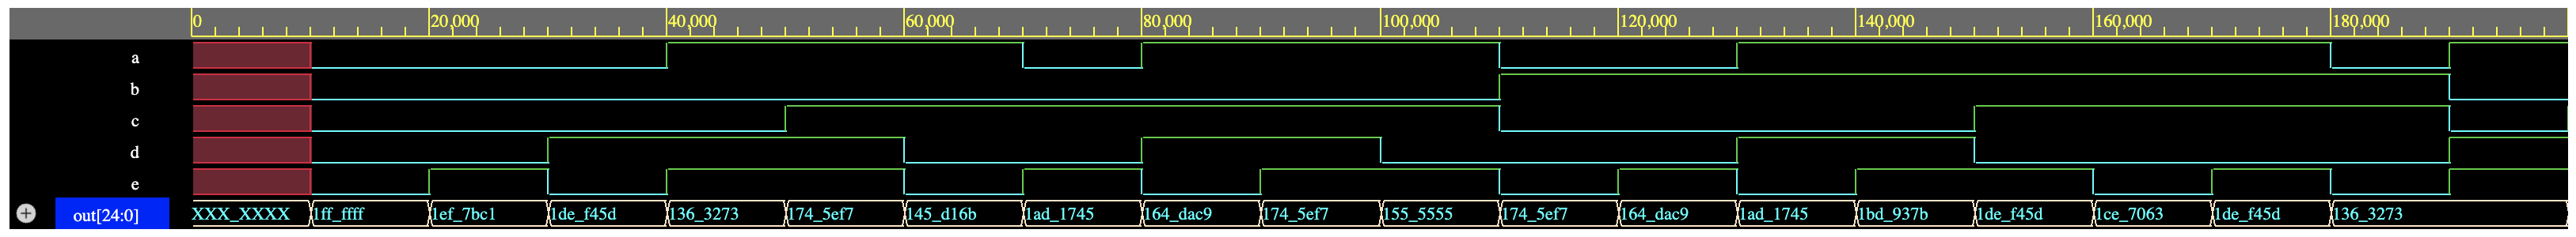 0 20,000 40,000 60,000 80,000 100,000 120,000 140,000 160,000 180,000
a
b
c
d
e
out[24:0] XXX_XXXX 1ff_ffff 1ef_7bc1 1de_f45d 136_3273 174_5ef7 145_d16b 1ad_1745 164_dac9 174_5ef7 155_5555 174_5ef7 164_dac9 1ad_1745 1bd_937b 1de_f45d 1ce_7063 1de_f45d 136_3273